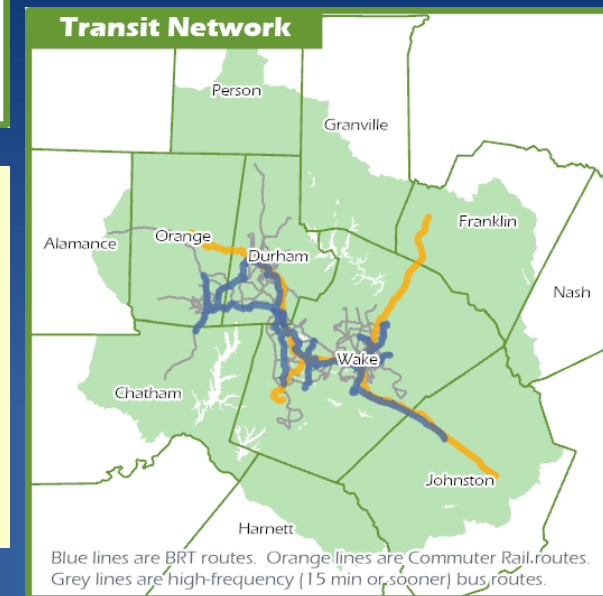 Transit Network
Person
Granville
Franklin
Alamance
Orange
Durham
Nash
Wake
Chatham
Johnston
Harnett
Blue lines are BRT routes. Orange lines are Commuter Rail routes.
Grey lines are high-frequency (15 min or sooner) bus routes.